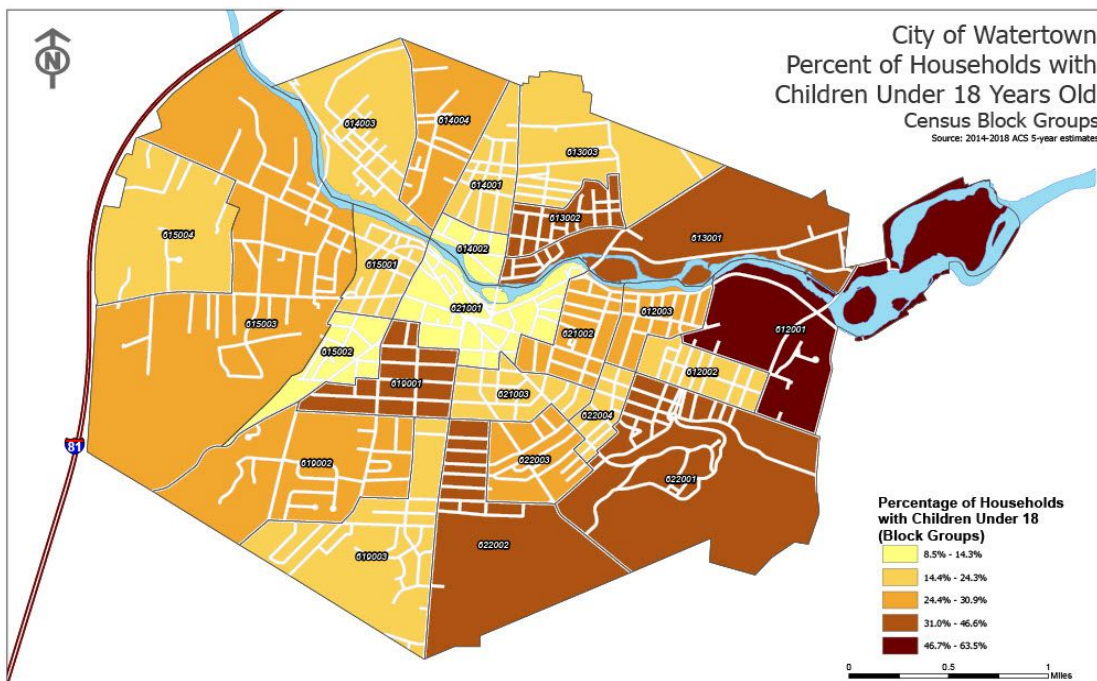 N
City of Watertown
Percent of Households with
Children Under 18 Years Old
Census Block Groups
Source: 2014-2018 ACS 5-year estimates
614003
614004
613003
614001
613002
615004
614002
613001
615001
621001
612003
612001
615003
621002
615002
612002
619001
621003
622004
81
619002
622003
622001
622002
619003
Percentage of Households
with Children Under 18
(Block Groups)
8.5% - 14.3%
14.4% - 24.3%
24.4% - 30.9%
31.0% - 46.6%
46.7% - 63.5%
0 0.5 1
Miles